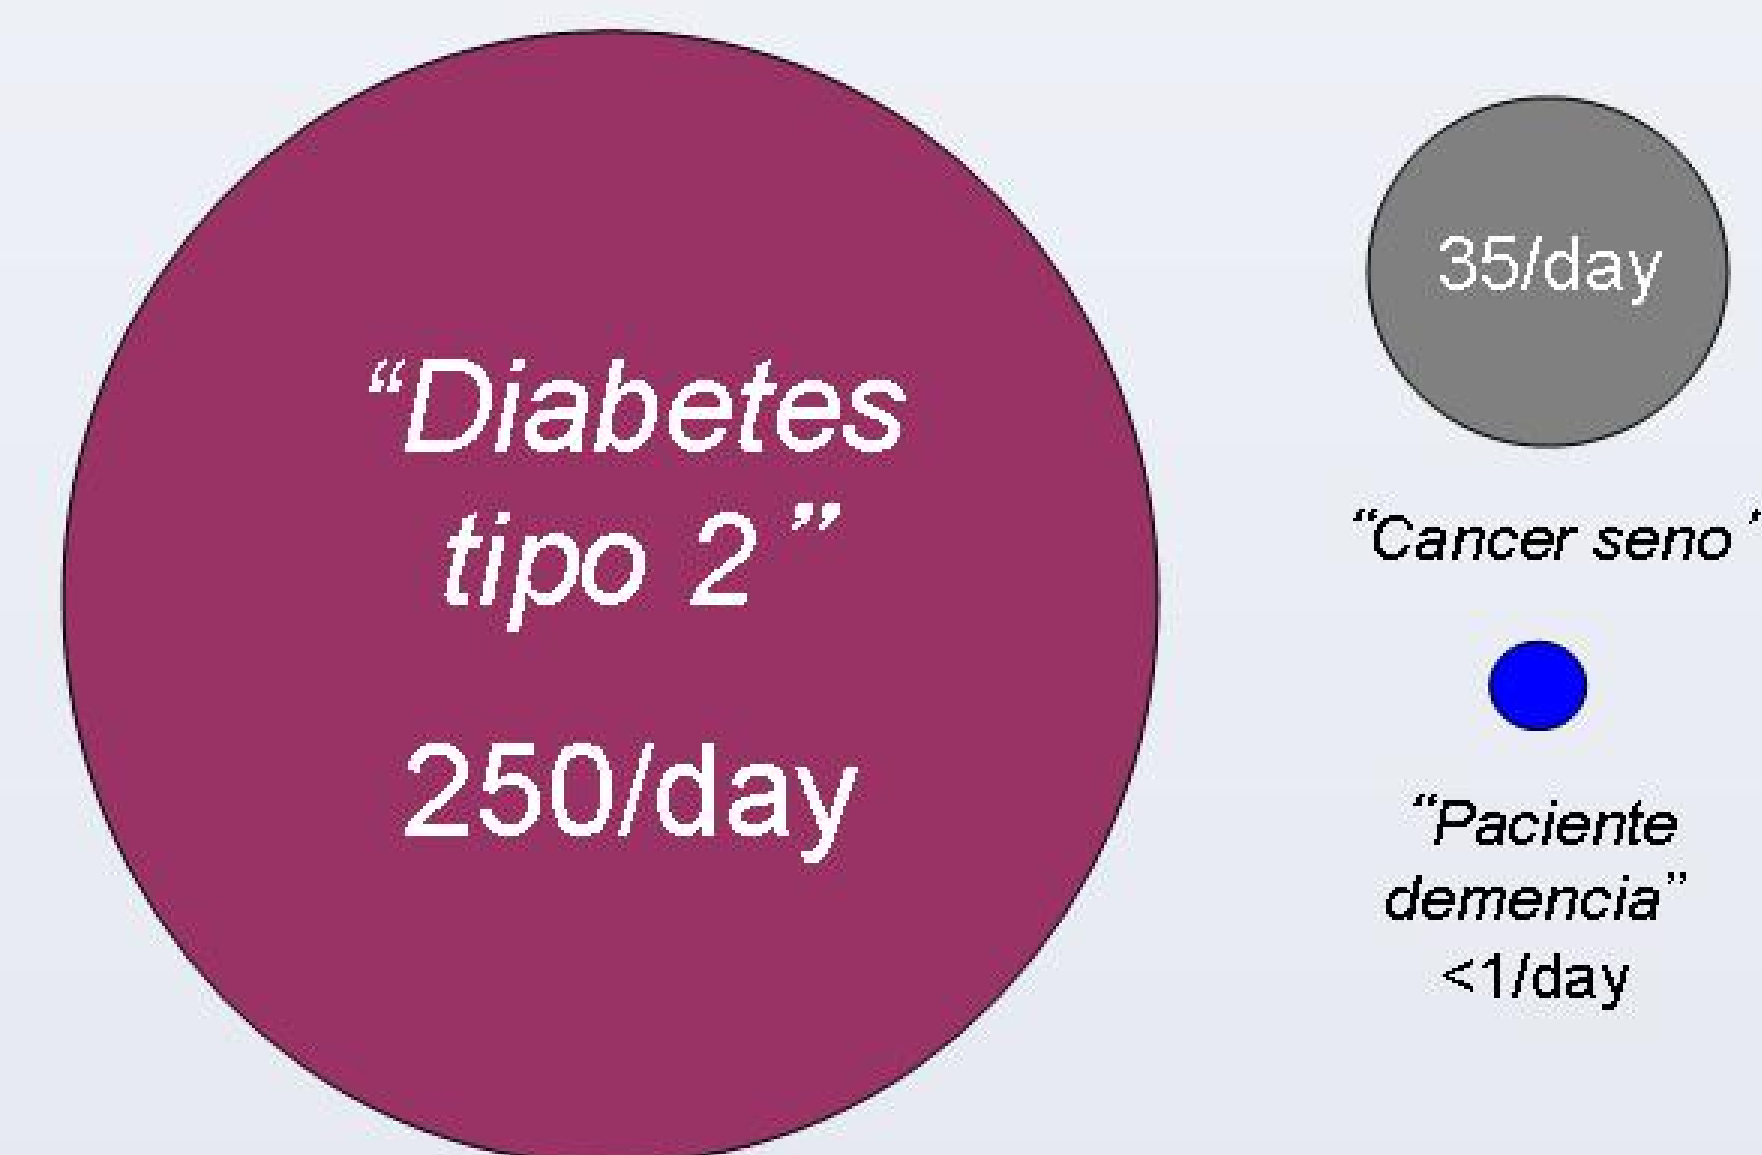 “Diabetes
tipo 2”
250/day
35/day
“Cancer seno”
“Paciente
demencia”
<1/day